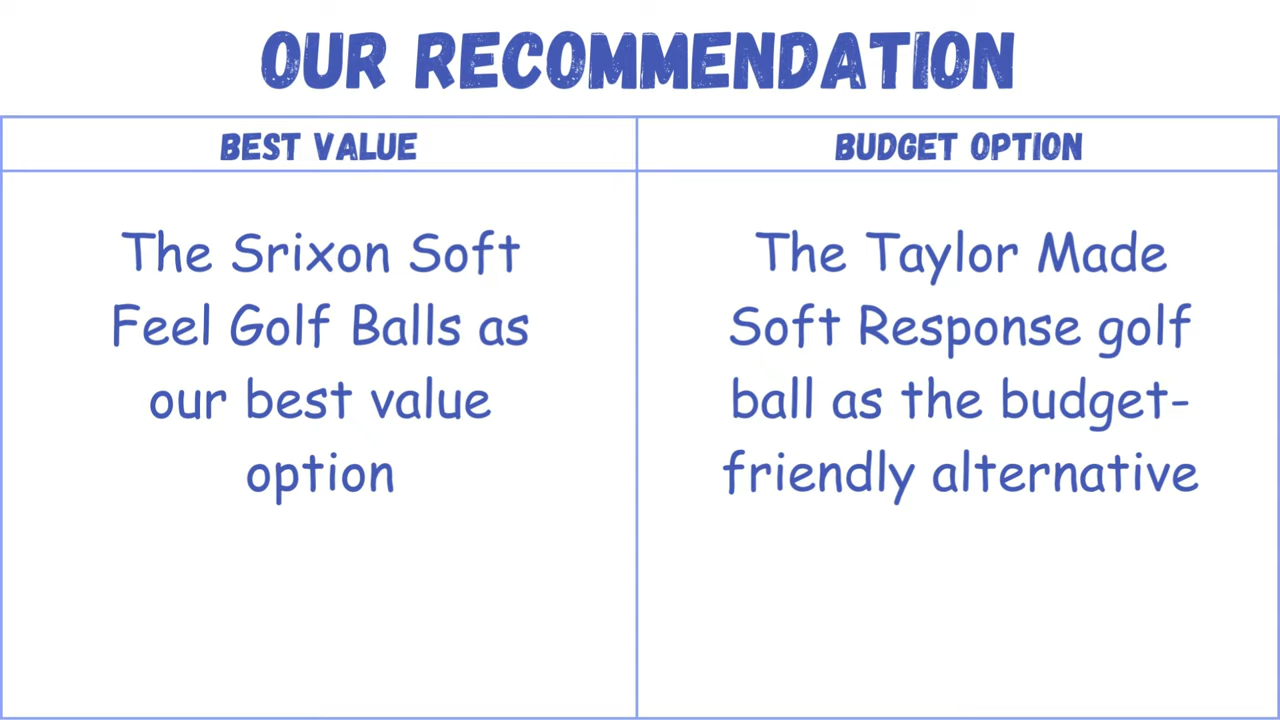 OUR RECOMMENDATION
BEST VALUE
The Srixon Soft
Feel Golf Balls as
our best value
option
BUDGET OPTION
The Taylor Made
Soft Response golf
ball as the budget-
friendly alternative